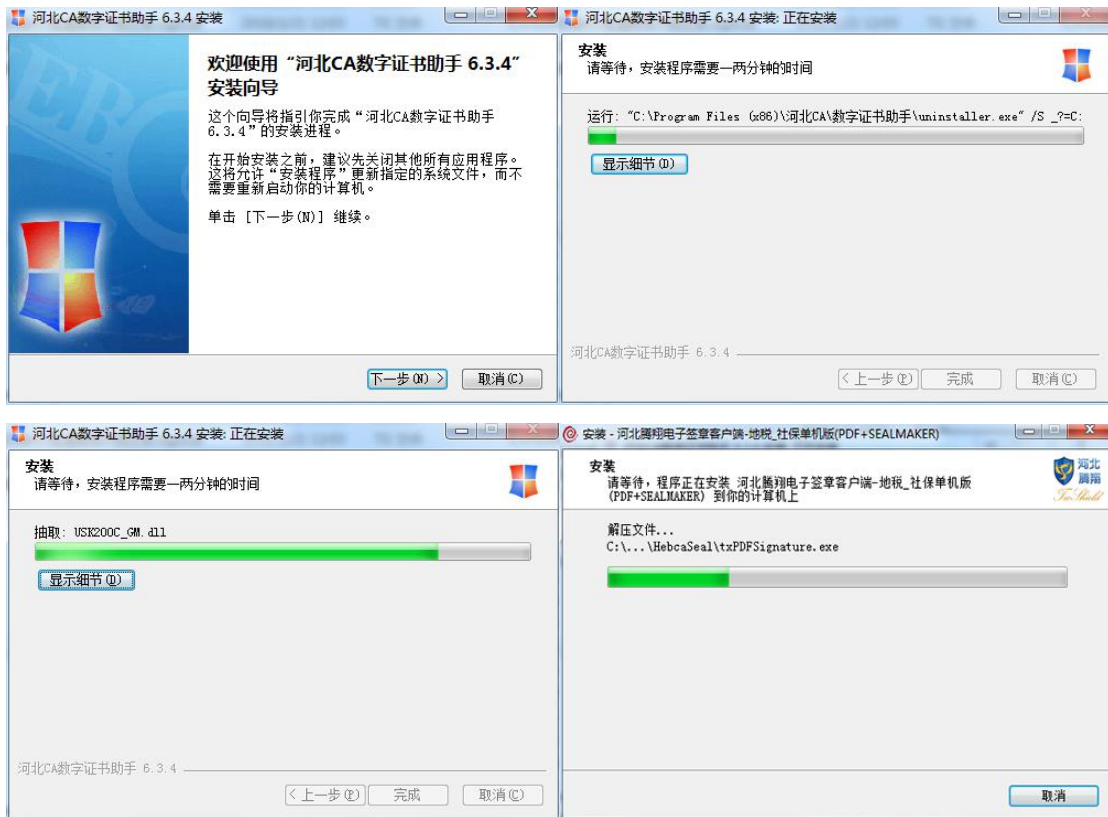 河北CA数字证书助手 6.3.4 安装
欢迎使用“河北CA数字证书助手 6.3.4”
安装向导
这个向导将指引你完成“河北CA数字证书助手
6.3.4”的安装进程。
在开始安装之前，建议先关闭其他所有应用程序。
这将允许“安装程序”更新指定的系统文件，而不
需要重新启动你的计算机。
单击 [下一步(N)] 继续。
下一步(N) >
取消(C)
河北CA数字证书助手 6.3.4 安装: 正在安装
安装
请等待，安装程序需要一两分钟的时间
运行: "C:\Program Files (x86)\河北CA\数字证书助手\uninstaller.exe" /S _?=C:
显示细节(D)
河北CA数字证书助手 6.3.4
< 上一步(P)
完成
取消(C)
河北CA数字证书助手 6.3.4 安装: 正在安装
安装
请等待，安装程序需要一两分钟的时间
抽取: USK200C_GM.dll
显示细节(D)
河北CA数字证书助手 6.3.4
< 上一步(P)
完成
取消(C)
安装 - 河北腾翔电子签章客户端-地税_社保单机版(PDF+SEALMAKER)
安装
请等待，程序正在安装 河北腾翔电子签章客户端-地税_社保单机版
(PDF+SEALMAKER) 到你的计算机上
河北
腾翔
解压文件...
C:\...\HebcaSeal\txPDFSignature.exe
取消